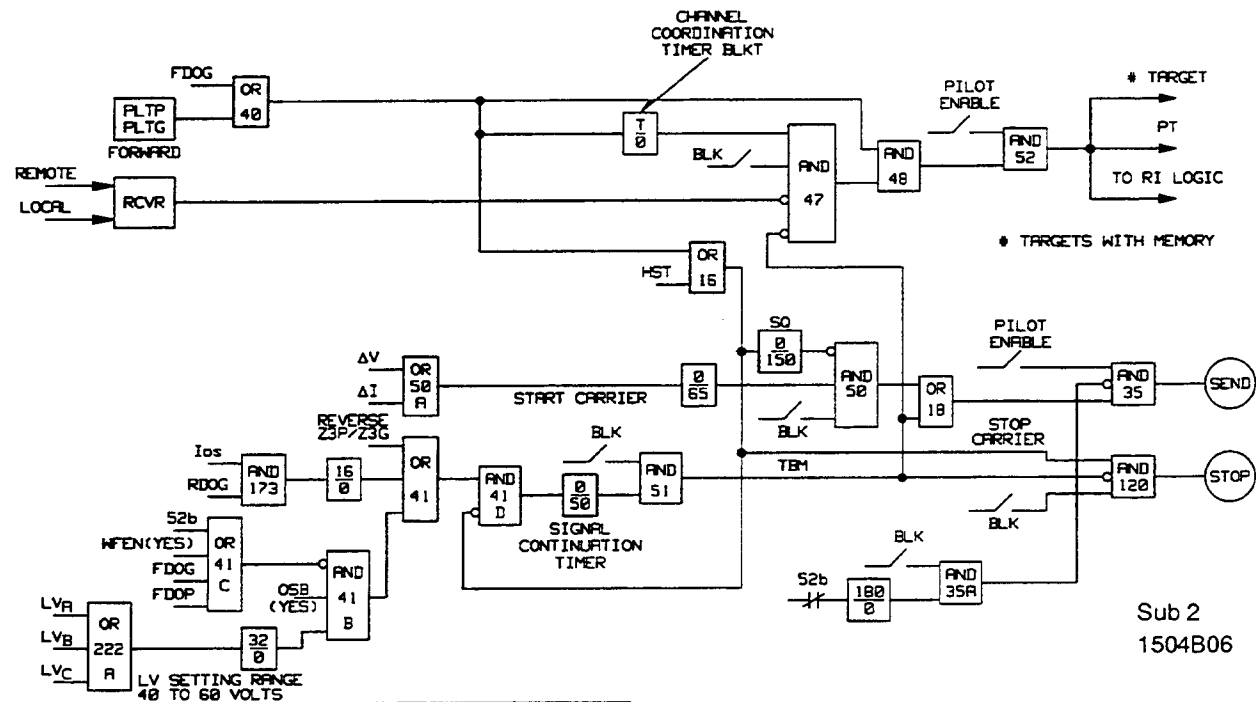 CHANNEL
COORDINATION
TIMER BLKT
FDOG
OR
40
PLTP
PLTG
FORWARD
REMOTE
LOCAL
RCVR
T
0
BLK
AND
47
AND
48
PILOT
ENABLE
AND
52
# TARGET
PT
TO RI LOGIC
# TARGETS WITH MEMORY
HST
OR
16
SQ
0
150
ΔV
ΔI
OR
50
A
START CARRIER
0
65
BLK
AND
50
OR
18
PILOT
ENABLE
AND
35
SEND
REVERSE
Z3P/Z3G
Ios
RDOG
AND
173
16
0
OR
41
AND
41
D
BLK
0
50
SIGNAL
CONTINUATION
TIMER
AND
51
TBM
STOP
CARRIER
BLK
AND
120
STOP
52b
WFEN(YES)
FDOG
FDOP
OR
41
C
OSB
(YES)
AND
41
B
LVA
LVB
LVC
OR
222
A
32
0
LV SETTING RANGE
40 TO 60 VOLTS
52b
180
0
BLK
AND
35A
Sub 2
1504B06